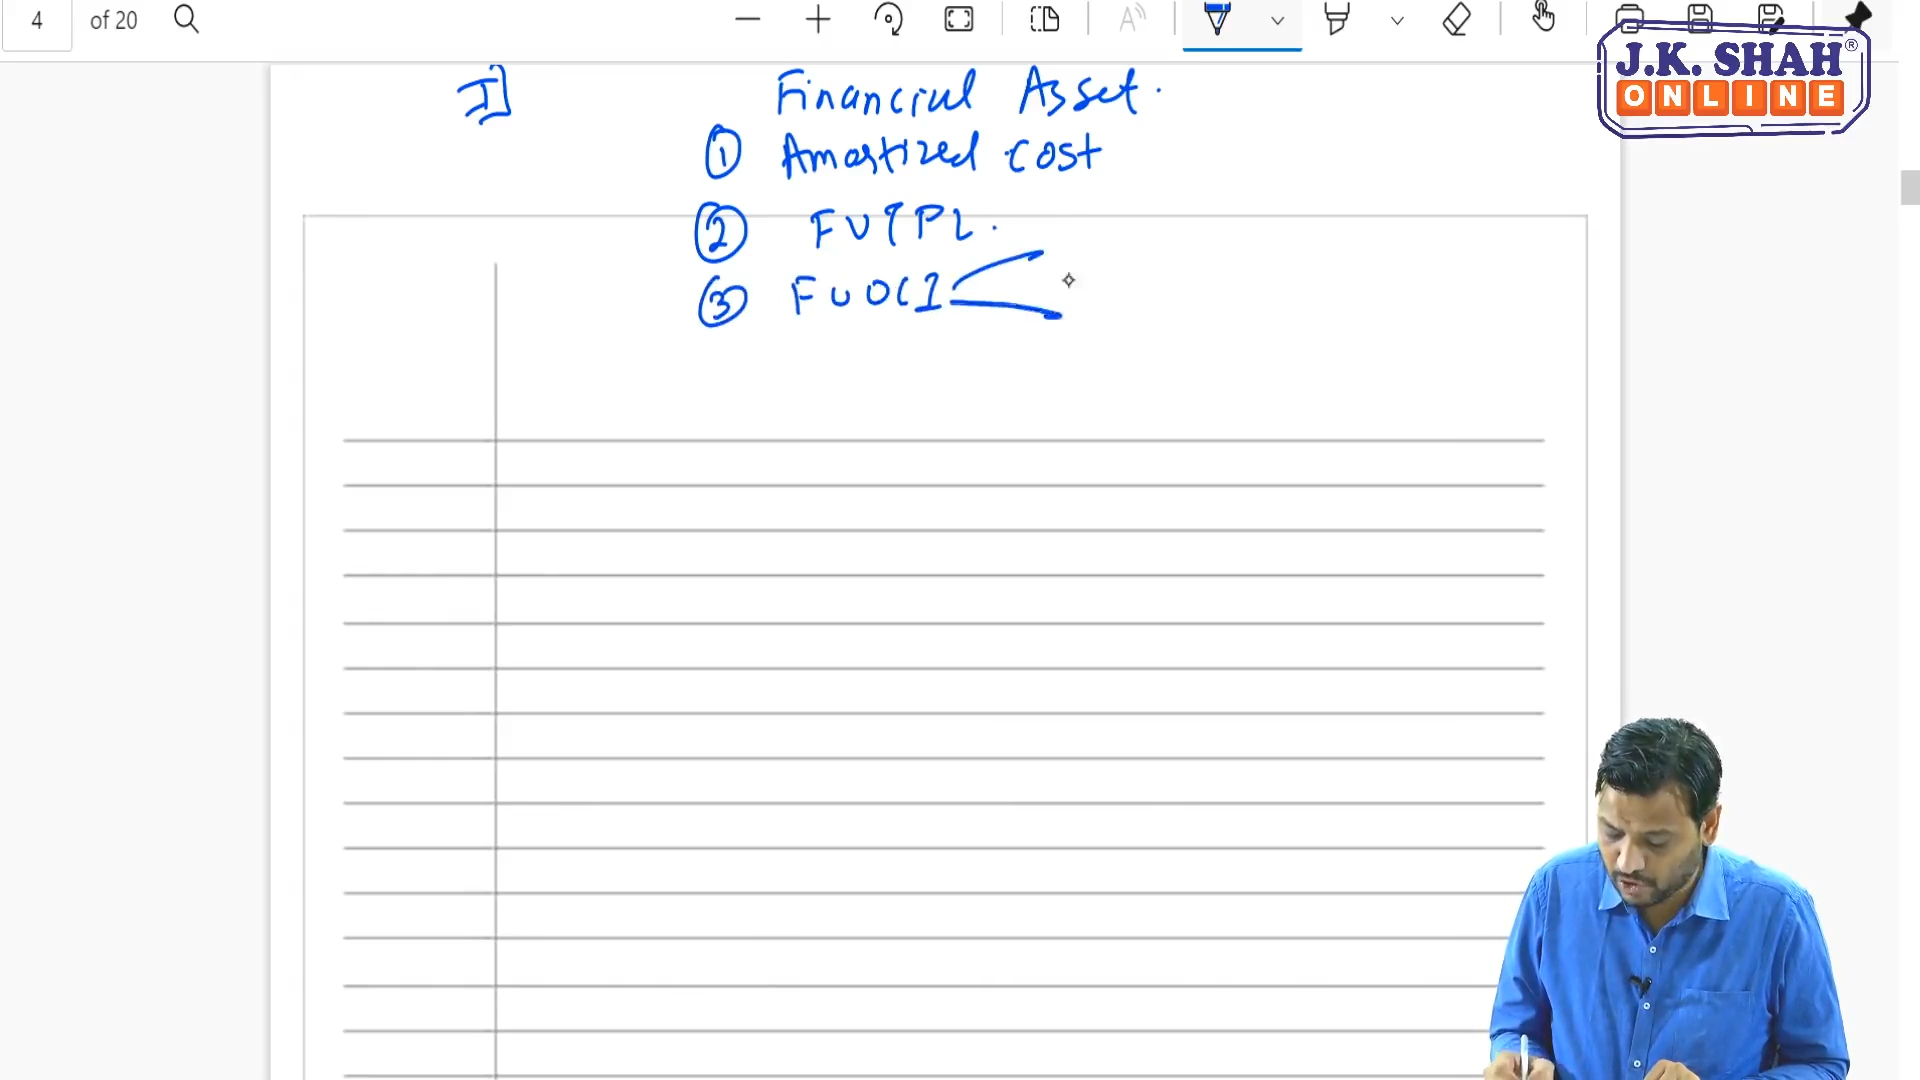 4 of 20
J.K. SHAH ®
ONLINE
I] Financial Asset.
① Amortized cost
② FVTPL.
③ FVOCI